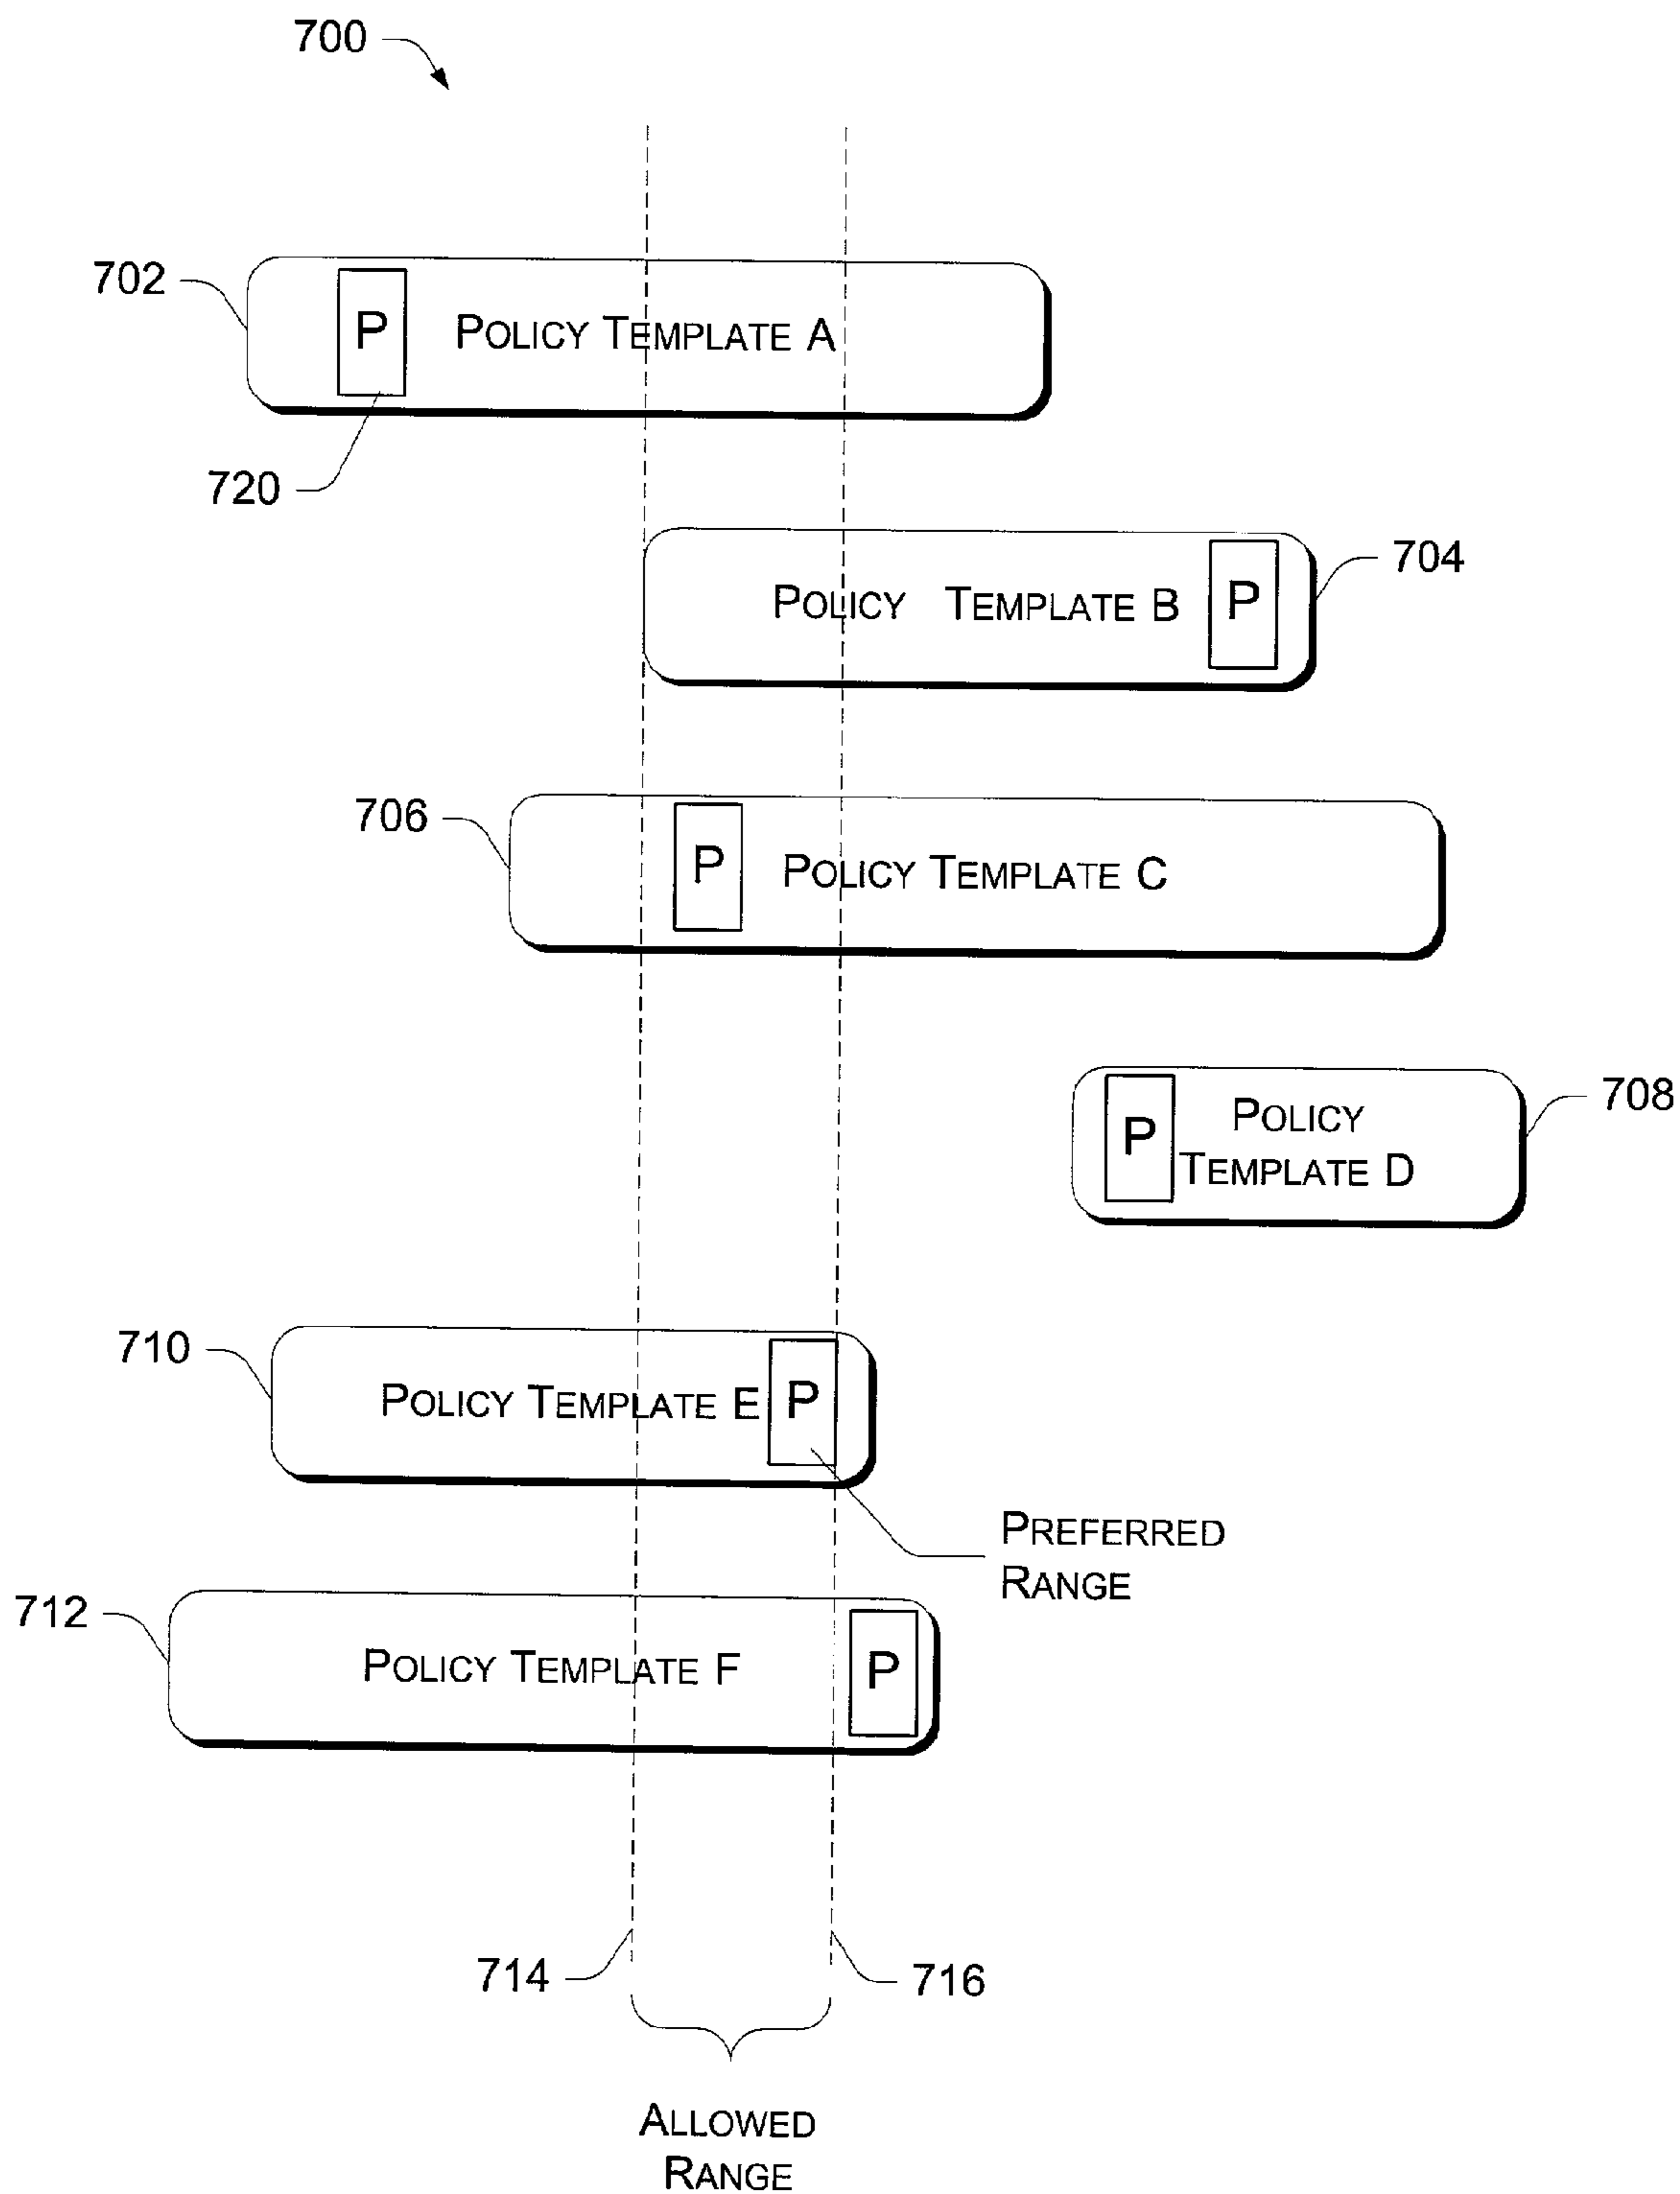 700
702
P POLICY TEMPLATE A
720
704
POLICY TEMPLATE B P
706
P POLICY TEMPLATE C
708
P POLICY
TEMPLATE D
710
POLICY TEMPLATE E P
PREFERRED
RANGE
712
POLICY TEMPLATE F P
714
716
ALLOWED
RANGE